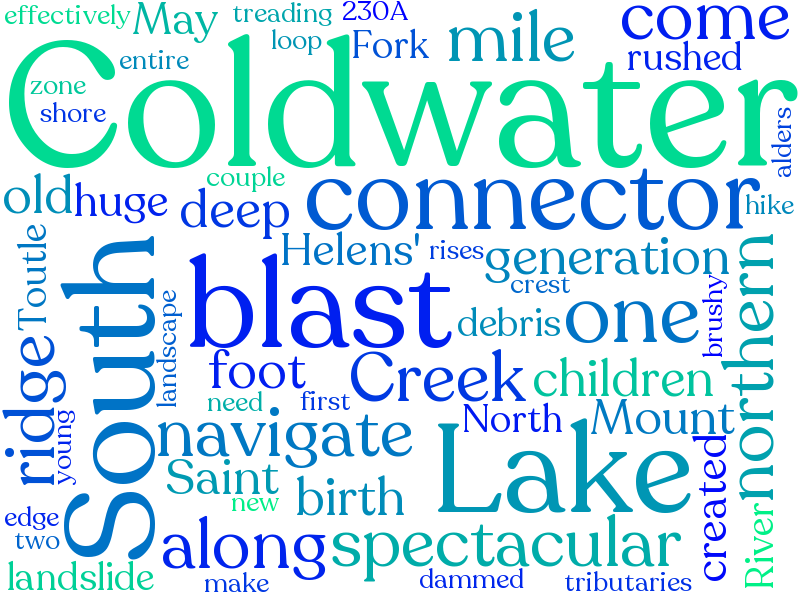 effectively May treading 230A come
loop Fork mile rushed
entire
zone
shore
Coldwater
alders
couple
old huge deep connector hike
Toutle
Helens' rises generation
crest
South
landscape
blast
debris one
brushy
northern
ridge
foot Creek children
need first
young
navigate North Mount
Lake
Saint birth
new
created
River
edge
two
along spectacular
landslide make dammed tributaries